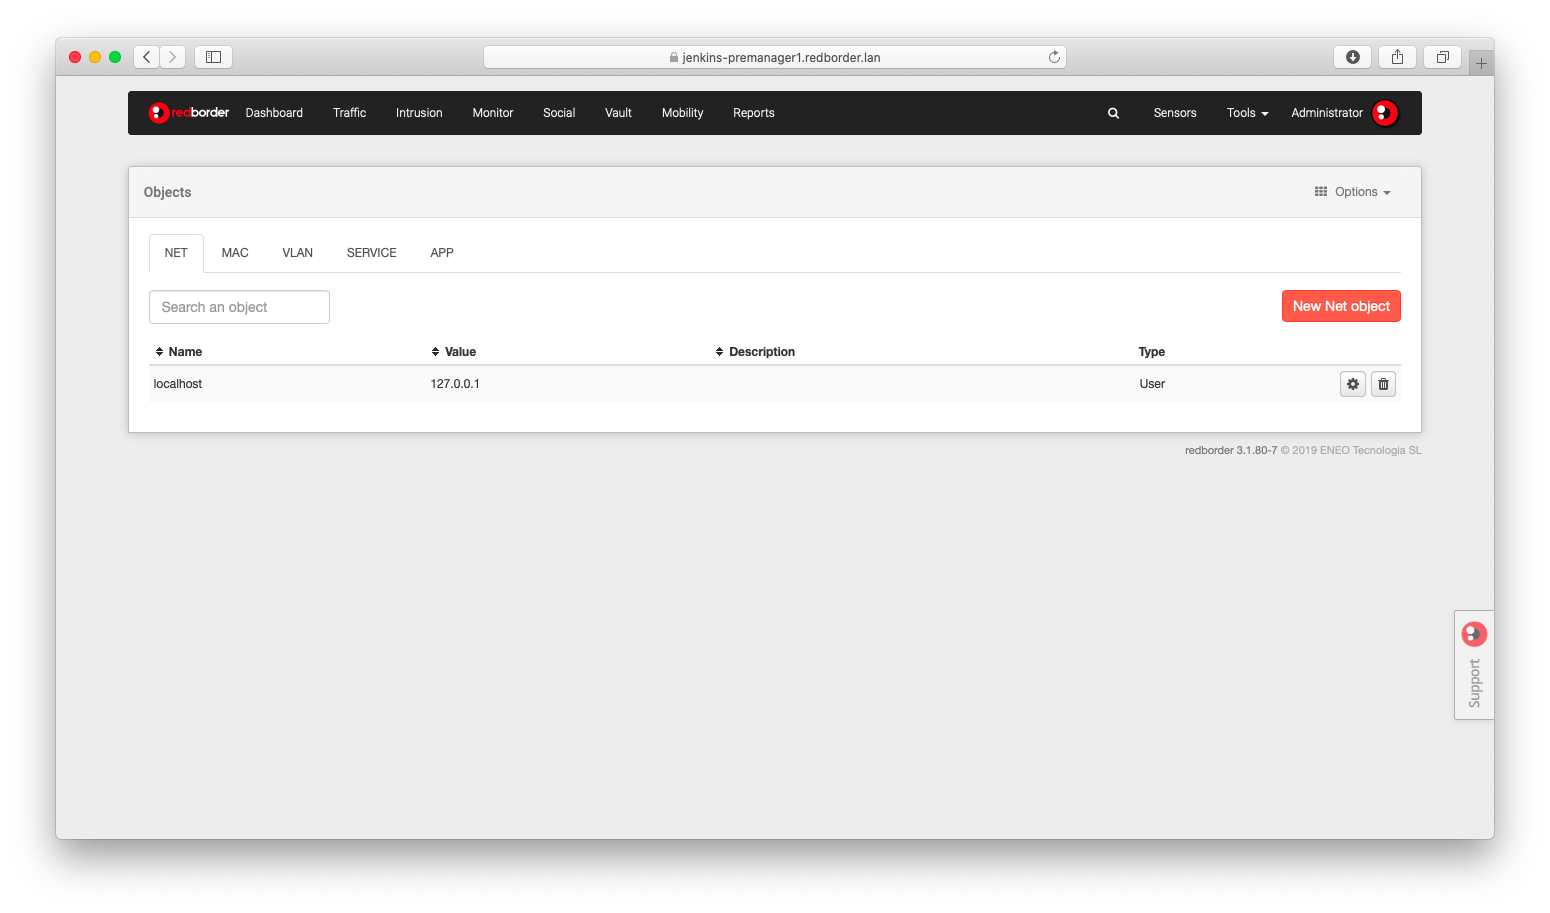 jenkins-premanager1.redborder.lan
redborder Dashboard Traffic Intrusion Monitor Social Vault Mobility Reports Sensors Tools Administrator
Objects Options
NET MAC VLAN SERVICE APP
Search an object New Net object
Name Value Description Type
localhost 127.0.0.1 User
redborder 3.1.80-7 © 2019 ENEO Tecnologia SL
Support